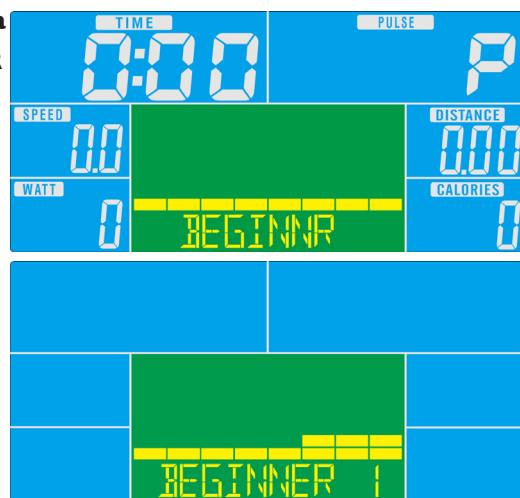 TIME PULSE
0:00 P
SPEED DISTANCE
0.0 0.00
WATT CALORIES
0 0
BEGINNR
BEGINNER 1